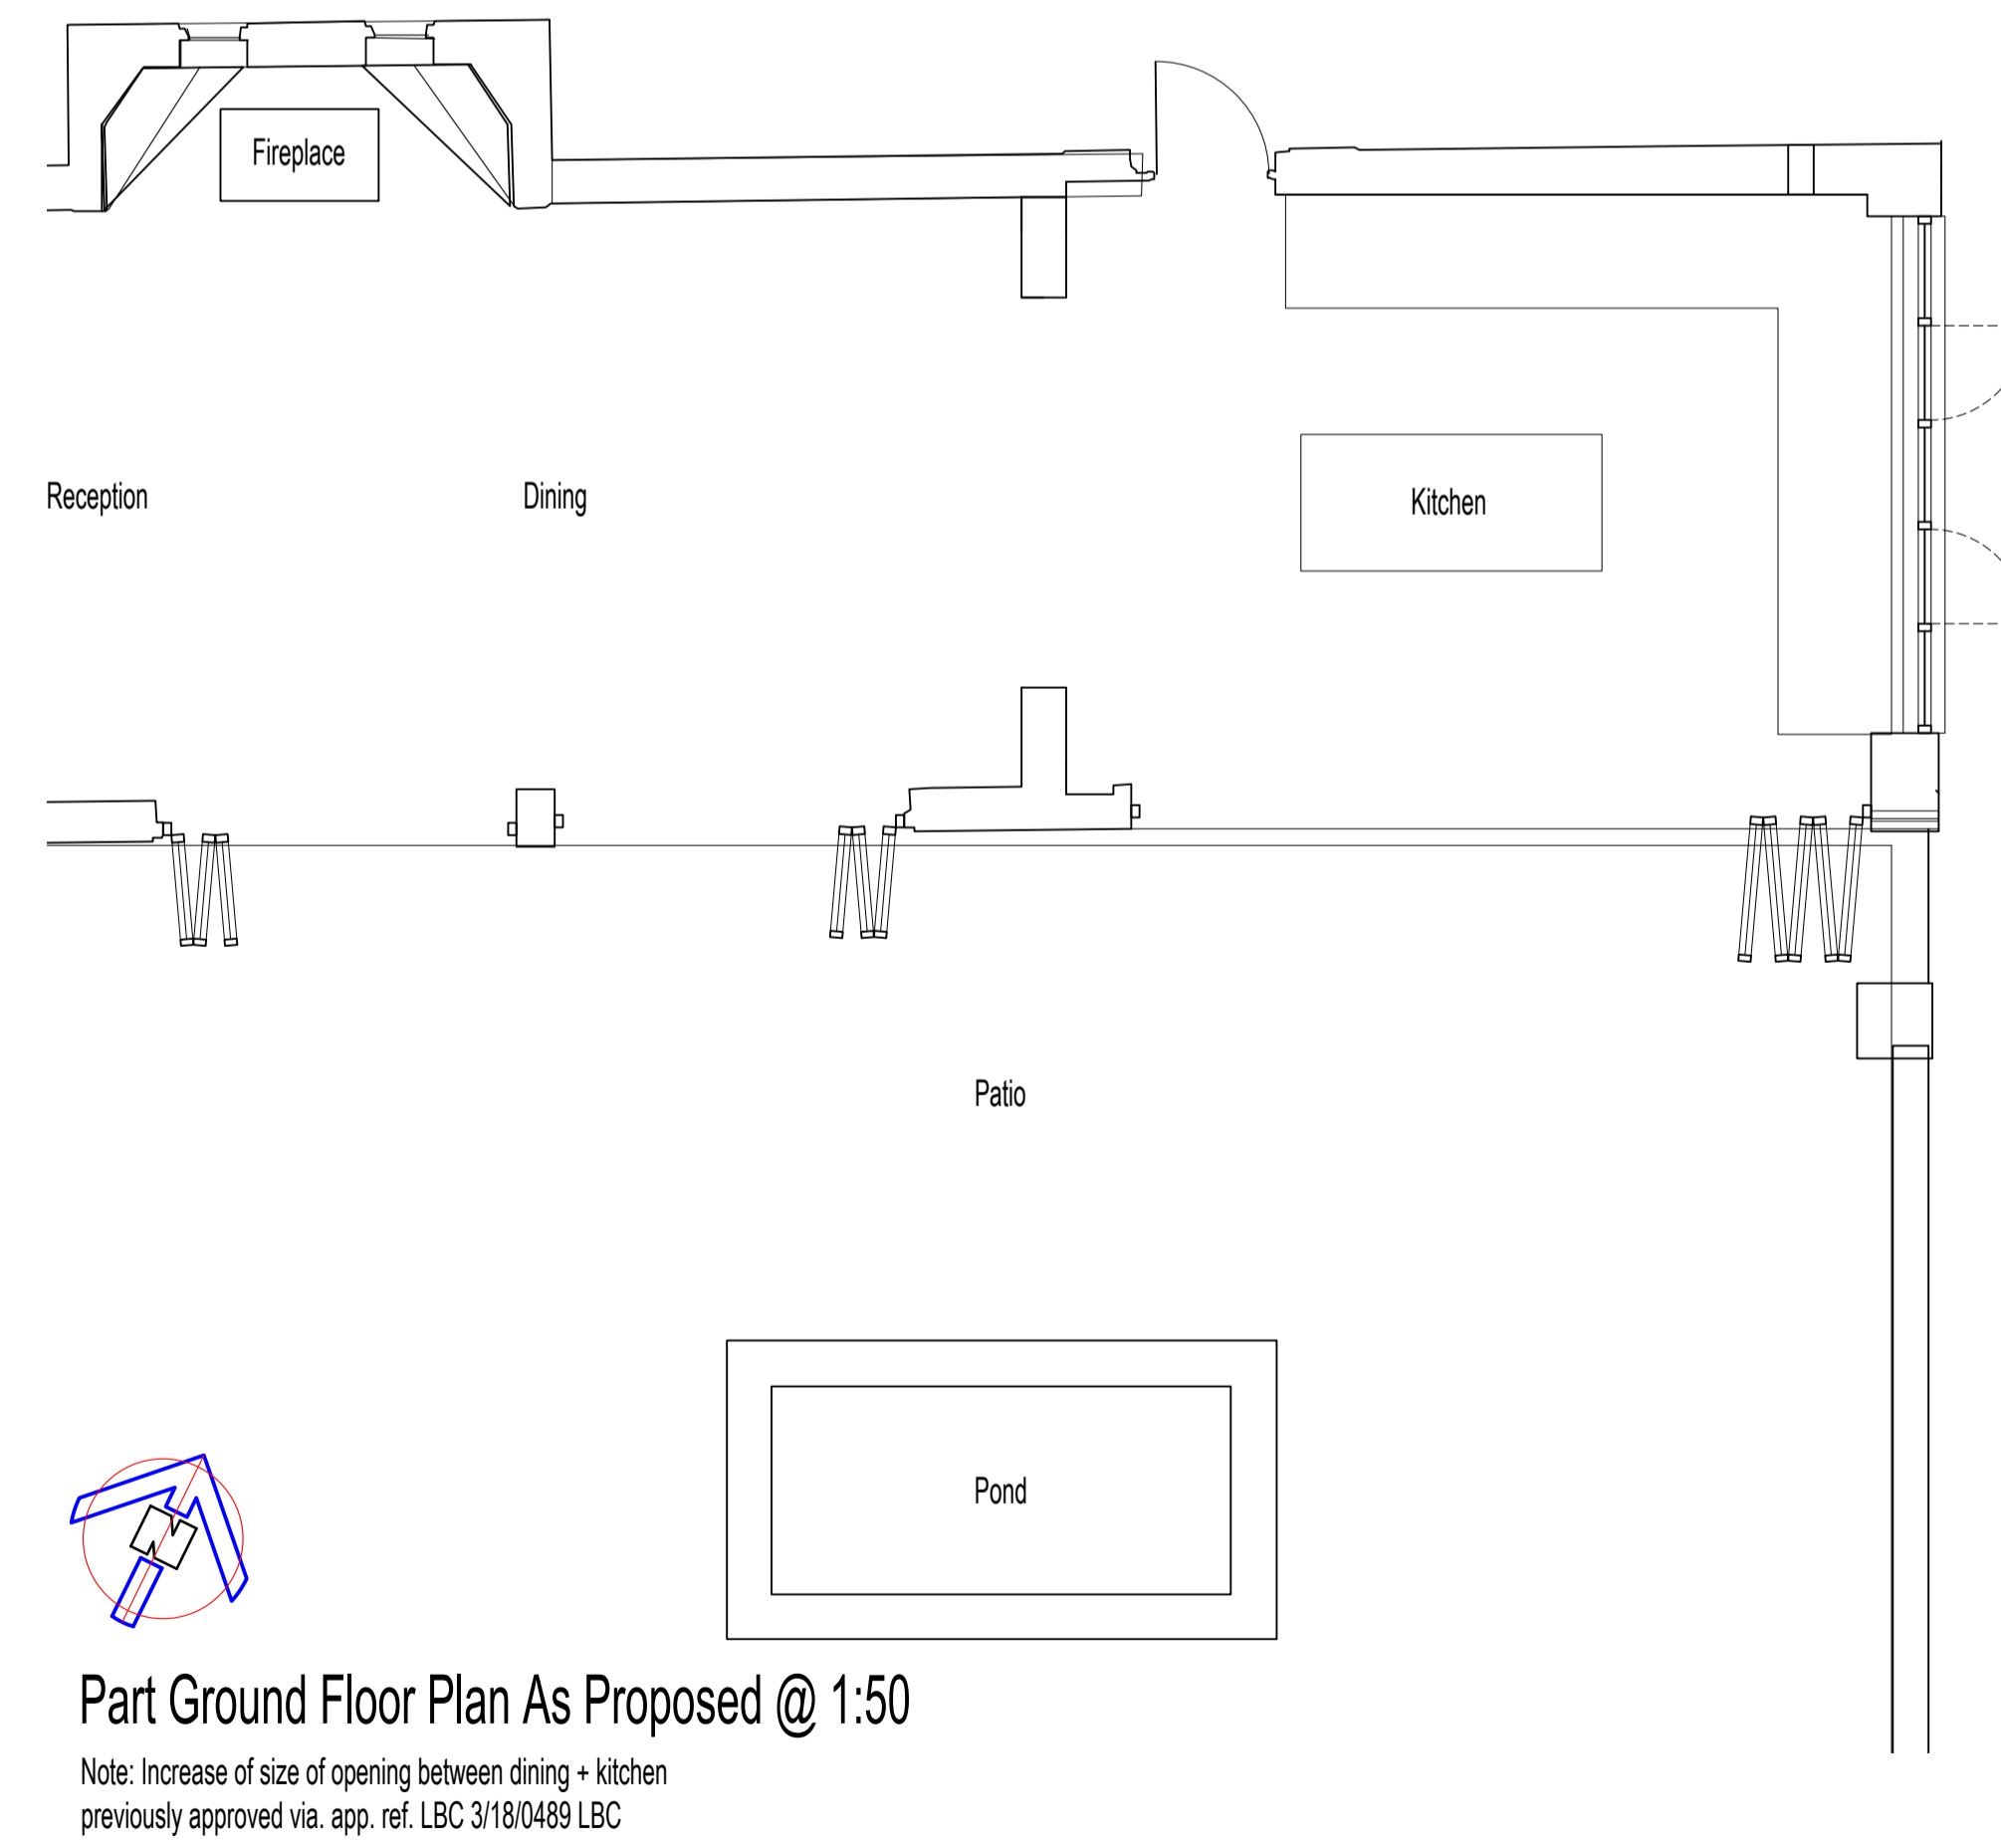 Fireplace
Reception
Dining
Kitchen
Patio
Pond
N
Part Ground Floor Plan As Proposed @ 1:50
Note: Increase of size of opening between dining + kitchen
previously approved via. app. ref. LBC 3/18/0489 LBC